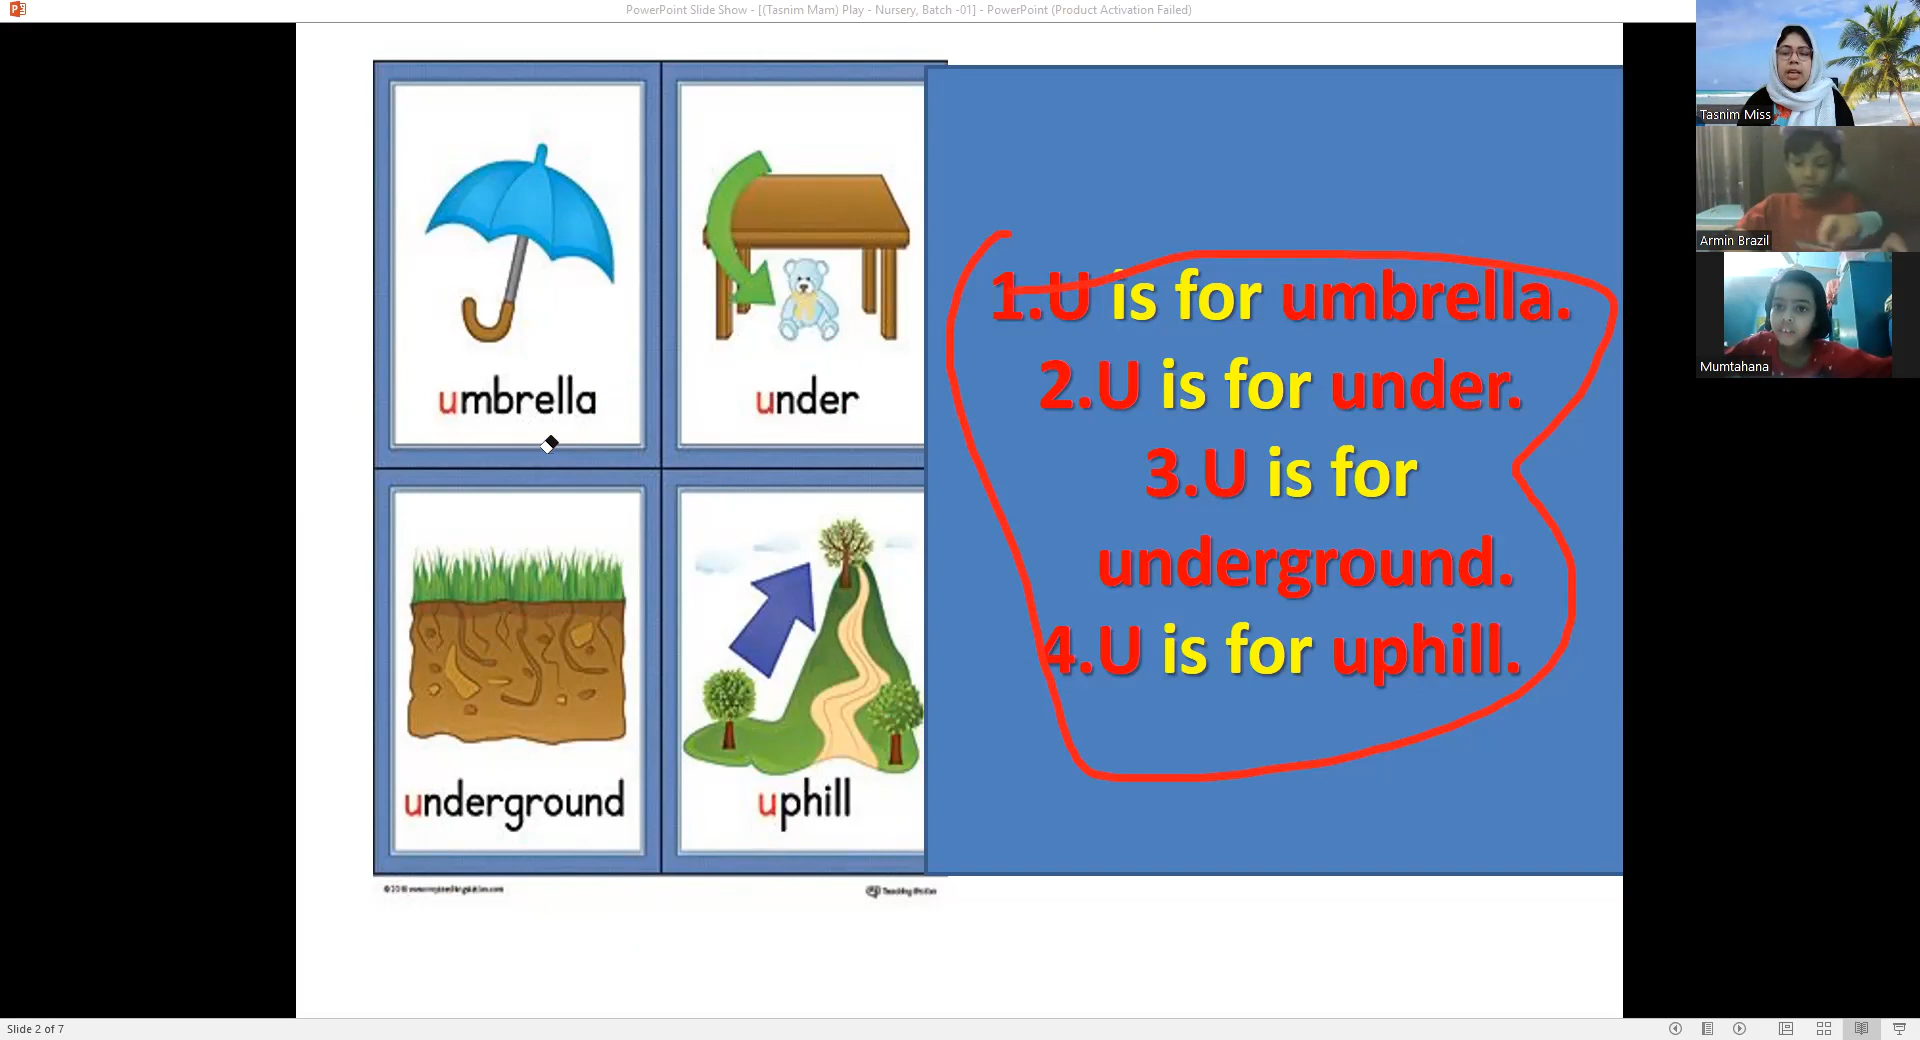 PowerPoint Slide Show - [(Tasnim Mam) Play - Nursery, Batch -01] - PowerPoint (Product Activation Failed)
umbrella
under
underground
uphill
1.U is for umbrella.
2.U is for under.
3.U is for
underground.
4.U is for uphill.
Tasnim Miss
Armin Brazil
Mumtahana
Slide 2 of 7